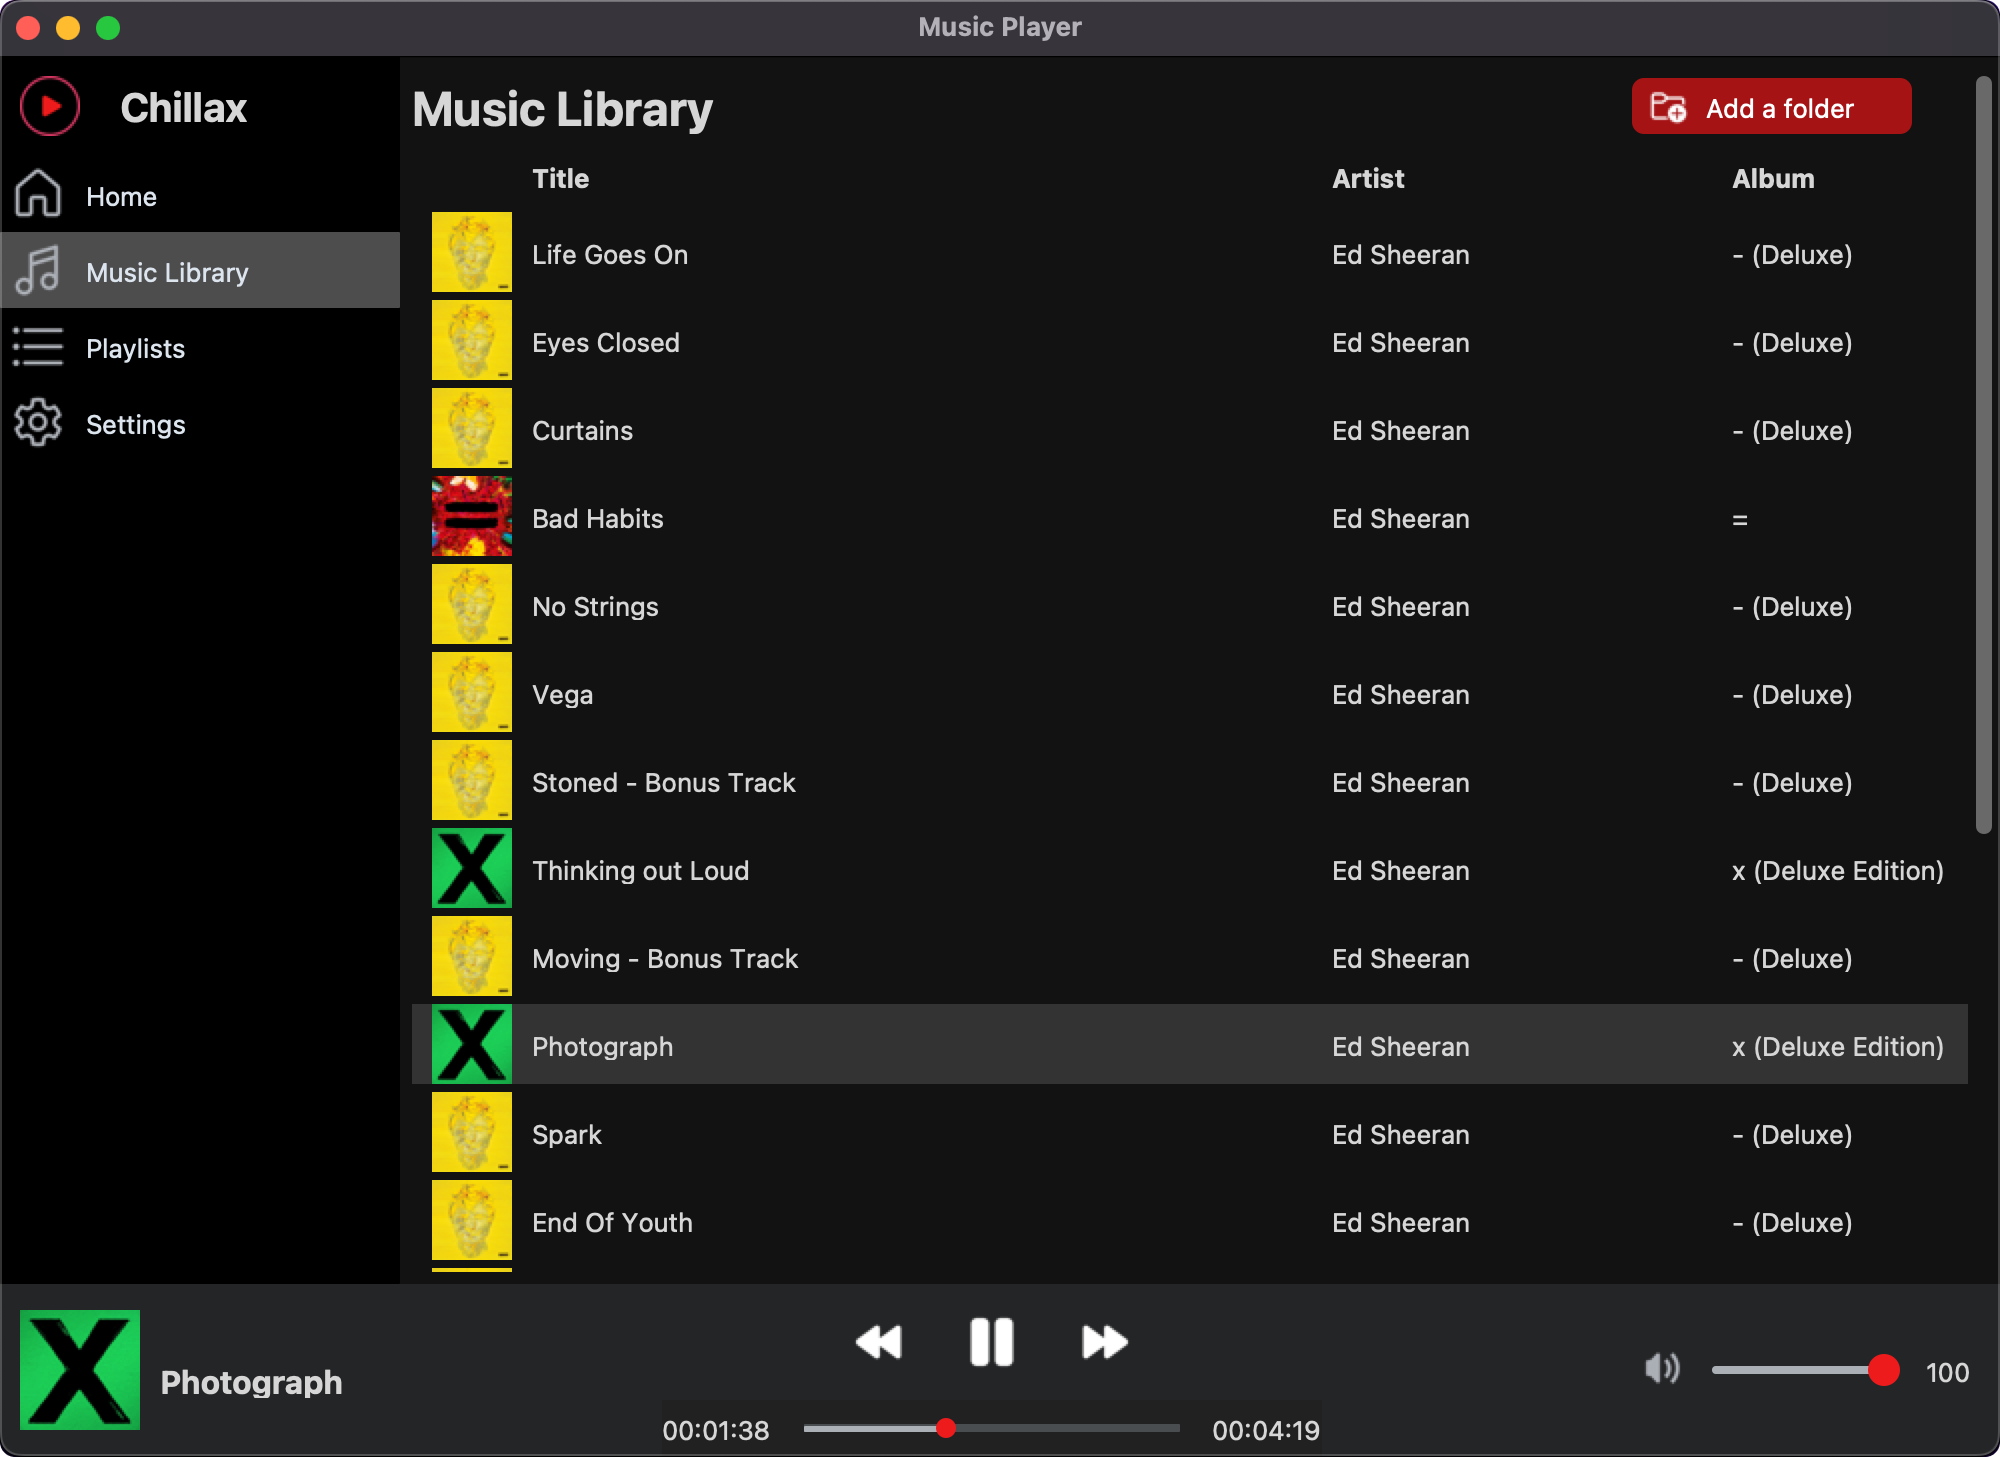 Music Player
Chillax
Home
Music Library
Playlists
Settings
Music Library
Add a folder
Title Artist Album
Life Goes On Ed Sheeran - (Deluxe)
Eyes Closed Ed Sheeran - (Deluxe)
Curtains Ed Sheeran - (Deluxe)
Bad Habits Ed Sheeran =
No Strings Ed Sheeran - (Deluxe)
Vega Ed Sheeran - (Deluxe)
Stoned - Bonus Track Ed Sheeran - (Deluxe)
Thinking out Loud Ed Sheeran x (Deluxe Edition)
Moving - Bonus Track Ed Sheeran - (Deluxe)
Photograph Ed Sheeran x (Deluxe Edition)
Spark Ed Sheeran - (Deluxe)
End Of Youth Ed Sheeran - (Deluxe)
Photograph
00:01:38 00:04:19
100